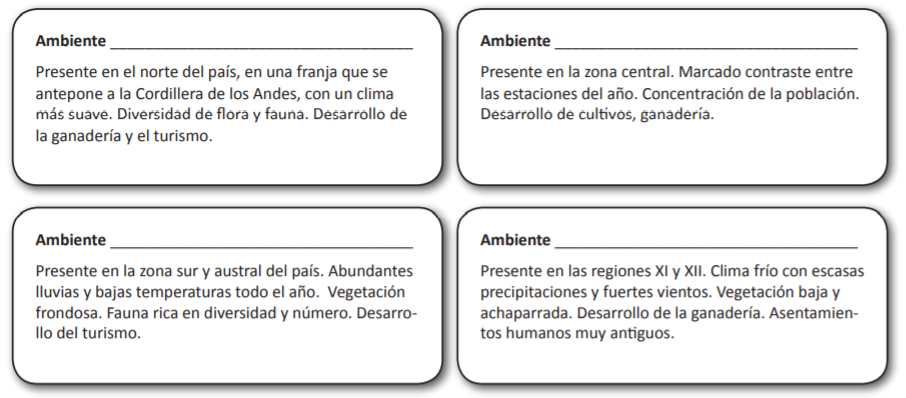 Ambiente ___________________________________
Presente en el norte del país, en una franja que se
antepone a la Cordillera de los Andes, con un clima
más suave. Diversidad de flora y fauna. Desarrollo de
la ganadería y el turismo.
Ambiente ___________________________________
Presente en la zona central. Marcado contraste entre
las estaciones del año. Concentración de la población.
Desarrollo de cultivos, ganadería.
Ambiente ___________________________________
Presente en la zona sur y austral del país. Abundantes
lluvias y bajas temperaturas todo el año.  Vegetación
frondosa. Fauna rica en diversidad y número. Desarro-
llo del turismo.
Ambiente ___________________________________
Presente en las regiones XI y XII. Clima frío con escasas
precipitaciones y fuertes vientos. Vegetación baja y
achaparrada. Desarrollo de la ganadería. Asentamien-
tos humanos muy antiguos.